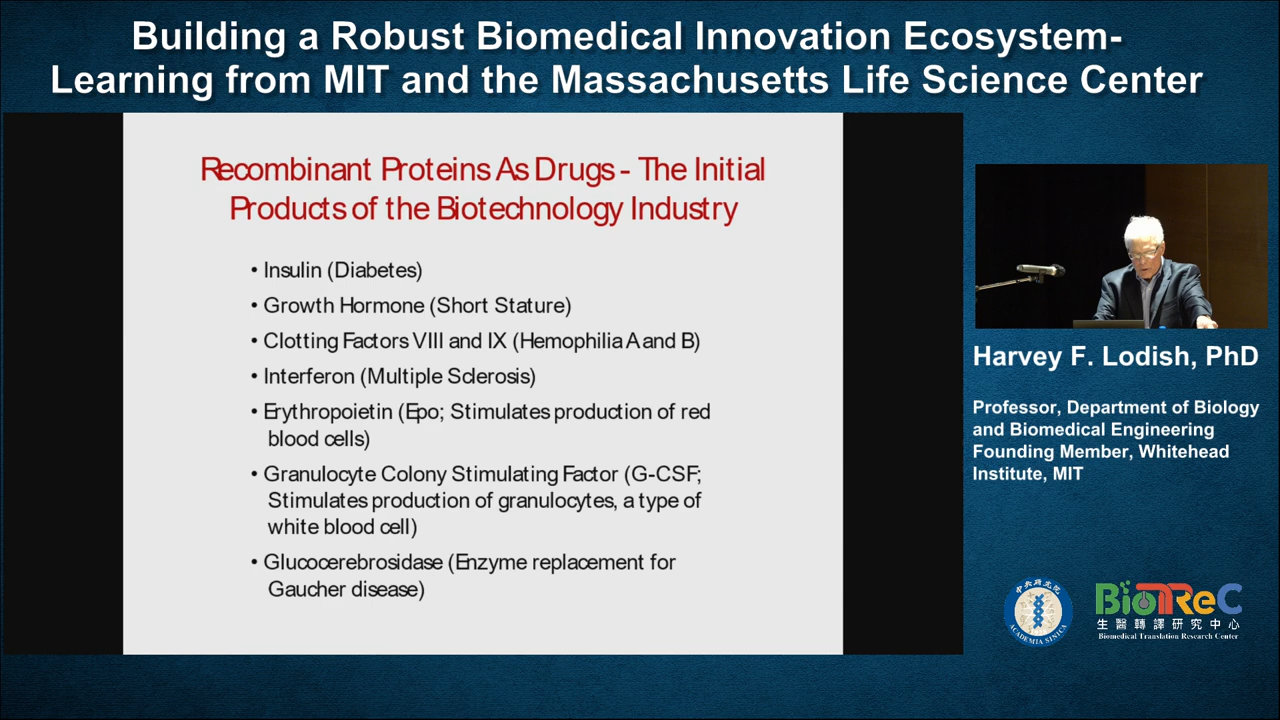 Building a Robust Biomedical Innovation Ecosystem-
Learning from MIT and the Massachusetts Life Science Center
Recombinant Proteins As Drugs - The Initial
Products of the Biotechnology Industry
• Insulin (Diabetes)
• Growth Hormone (Short Stature)
• Clotting Factors VIII and IX (Hemophilia A and B)
• Interferon (Multiple Sclerosis)
• Erythropoietin (Epo; Stimulates production of red
blood cells)
• Granulocyte Colony Stimulating Factor (G-CSF;
Stimulates production of granulocytes, a type of
white blood cell)
• Glucocerebrosidase (Enzyme replacement for
Gaucher disease)
Harvey F. Lodish, PhD
Professor, Department of Biology
and Biomedical Engineering
Founding Member, Whitehead
Institute, MIT
中央研究院
ACADEMIA SINICA
BioTReC
生醫轉譯研究中心
Biomedical Translation Research Center